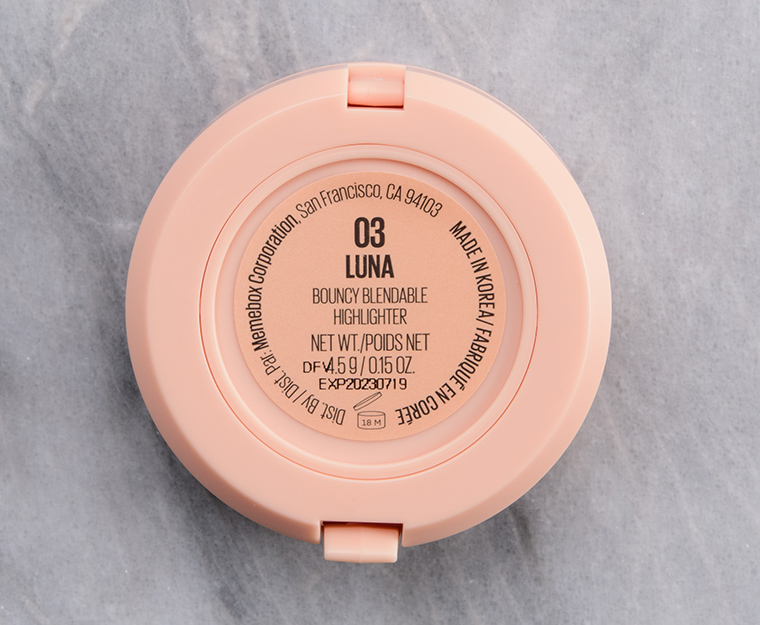 Dist. By / Dist. Par: Memebox Corporation, San Francisco, CA 94103
03
LUNA
BOUNCY BLENDABLE
HIGHLIGHTER
NET WT./POIDS NET
DFV4.5 g / 0.15 OZ.
EXP20230719
18 M
MADE IN KOREA/ FABRIQUÉ EN CORÉE